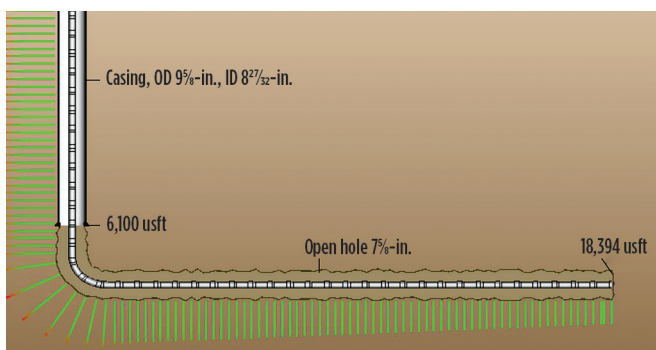 Casing, OD 9⅝-in., ID 8²⁷/₃₂-in.
6,100 usft
Open hole 7⅝-in.
18,394 usft